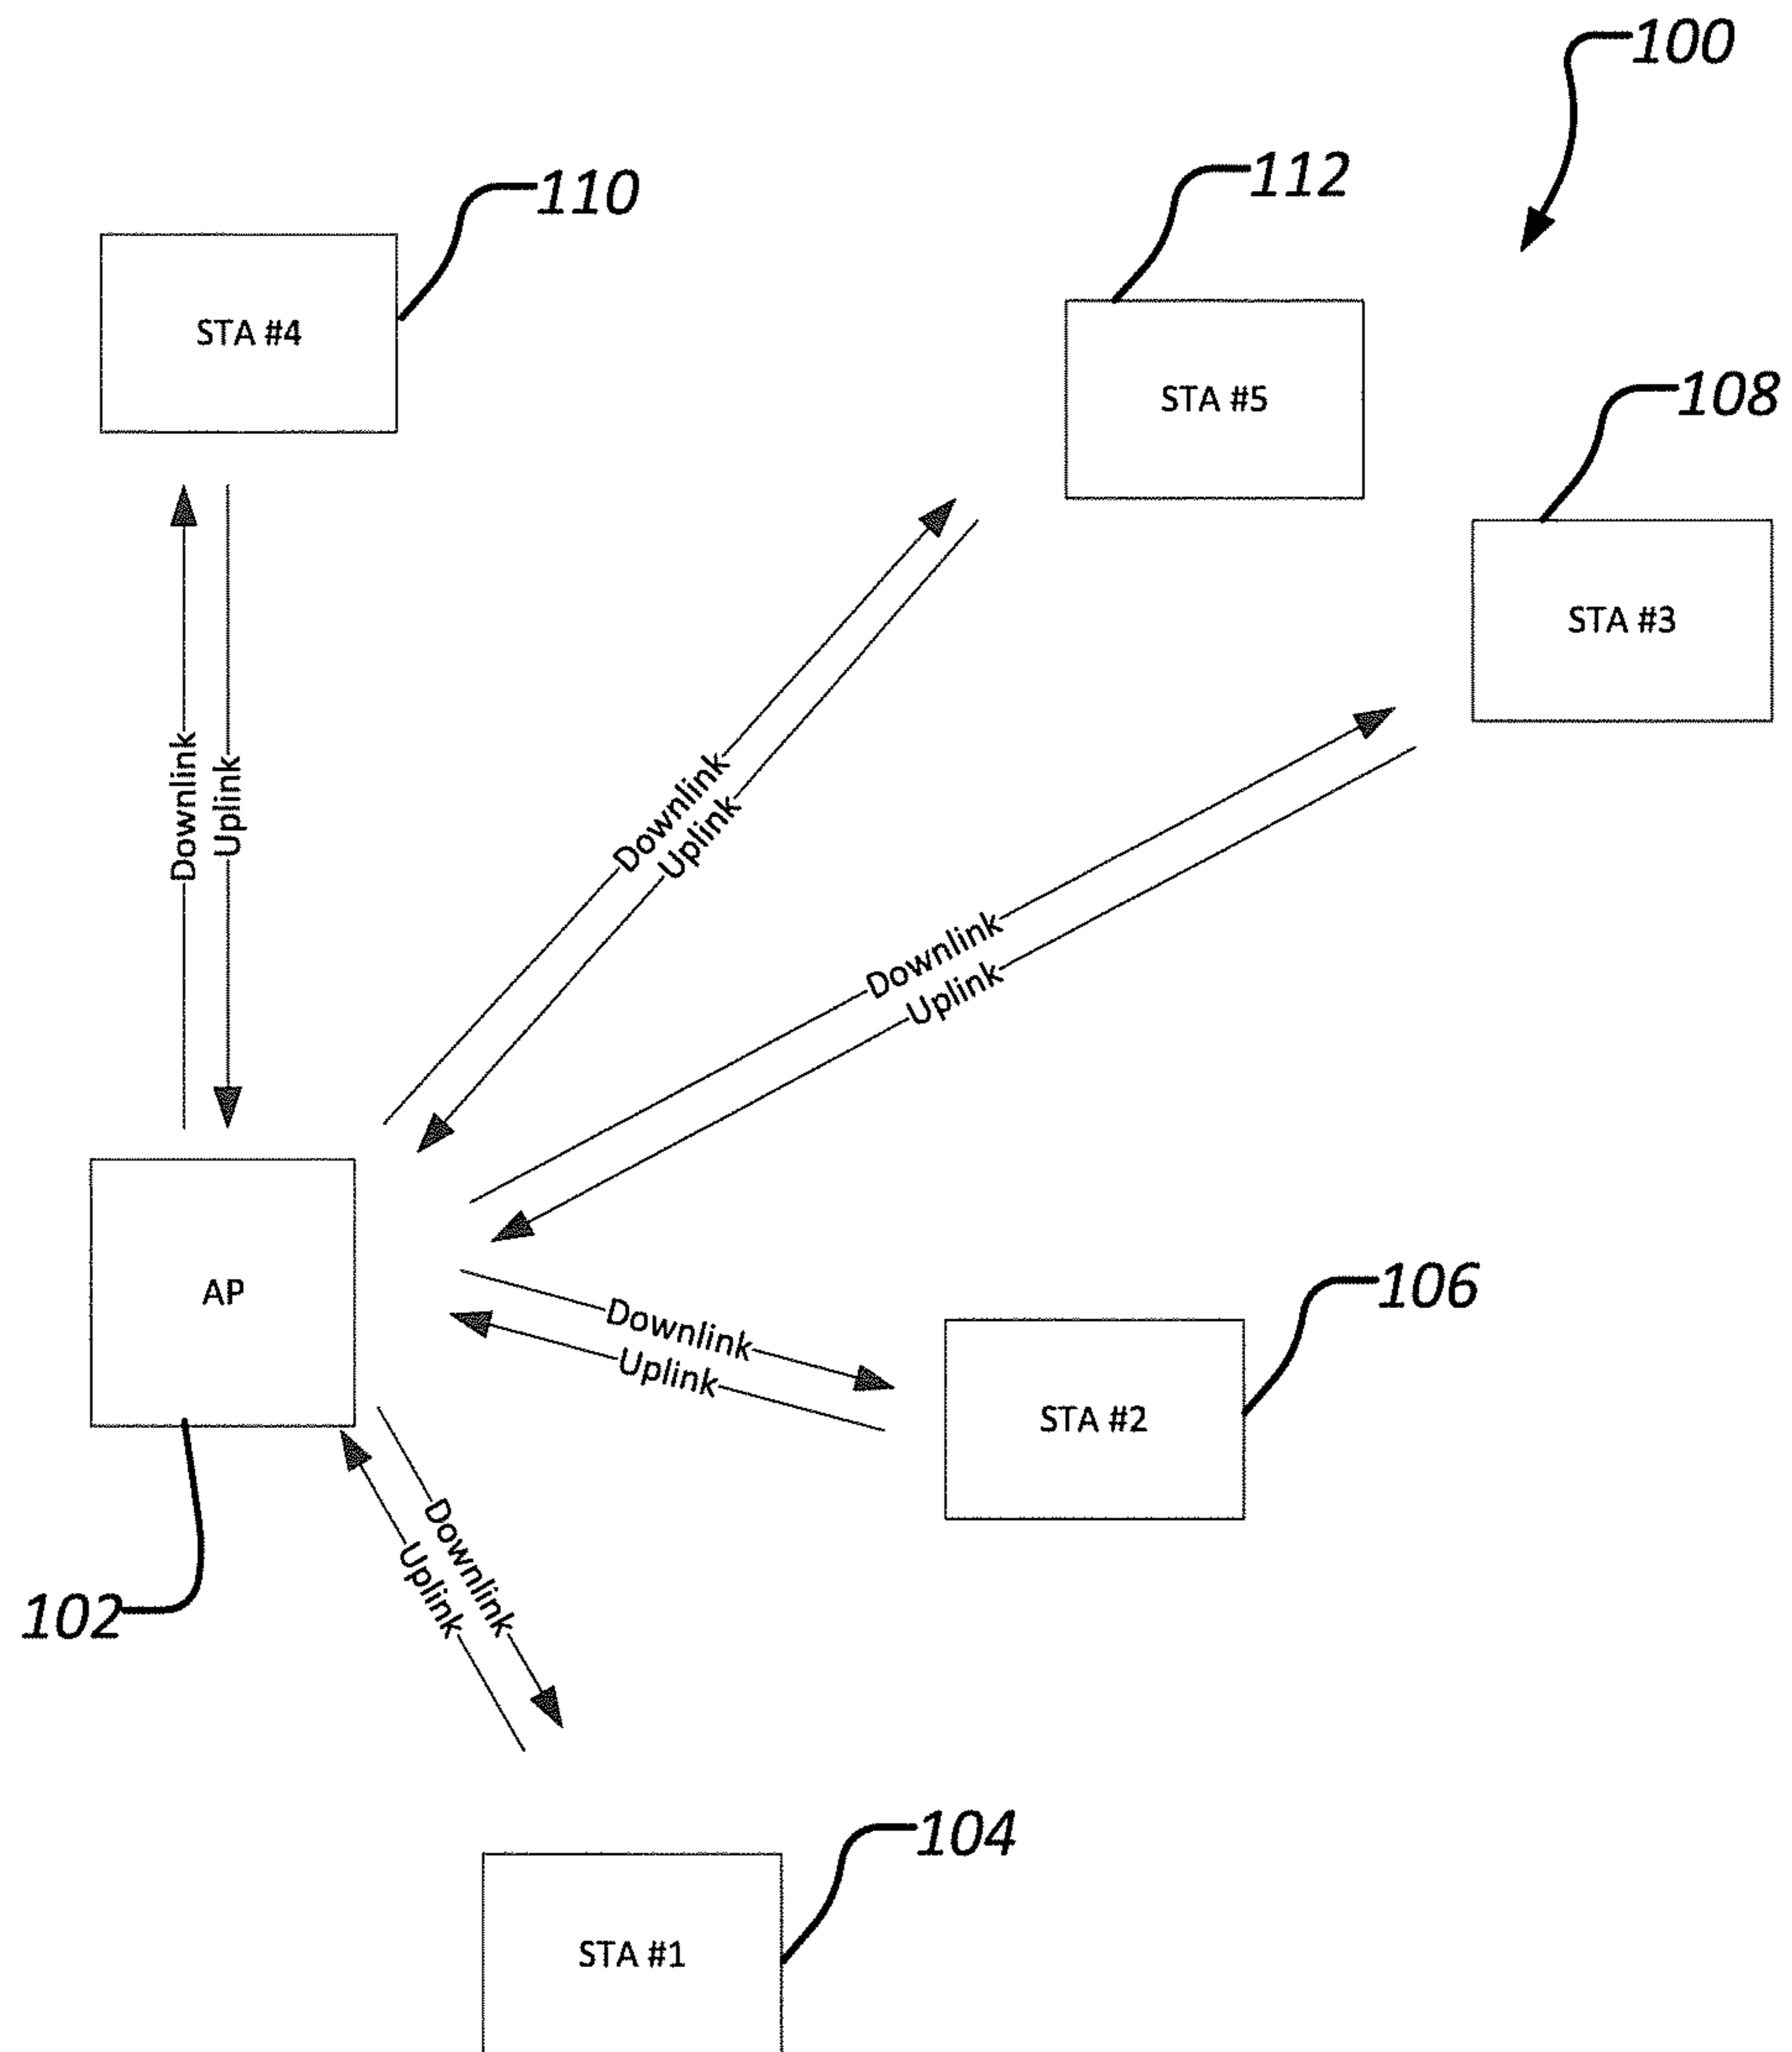 100
112
110
STA #4
STA #5
108
STA #3
Downlink
Uplink
Downlink
Uplink
Downlink
Uplink
AP
106
Downlink
Uplink
STA #2
Downlink
Uplink
102
104
STA #1